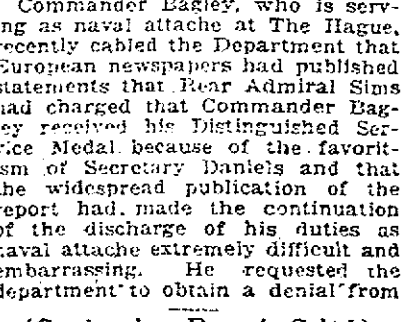 Commander Bagley, who is serv-
ng as naval attache at The Hague,
recently cabled the Department that
European newspapers had published
statements that Rear Admiral Sims
had charged that Commander Bag-
ey received his Distinguished Ser-
vice Medal because of the favorit-
sm of Secretary Daniels and that
the widespread publication of the
report had made the continuation
of the discharge of his duties as
naval attache extremely difficult and
embarrassing. He requested the
department to obtain a denial from